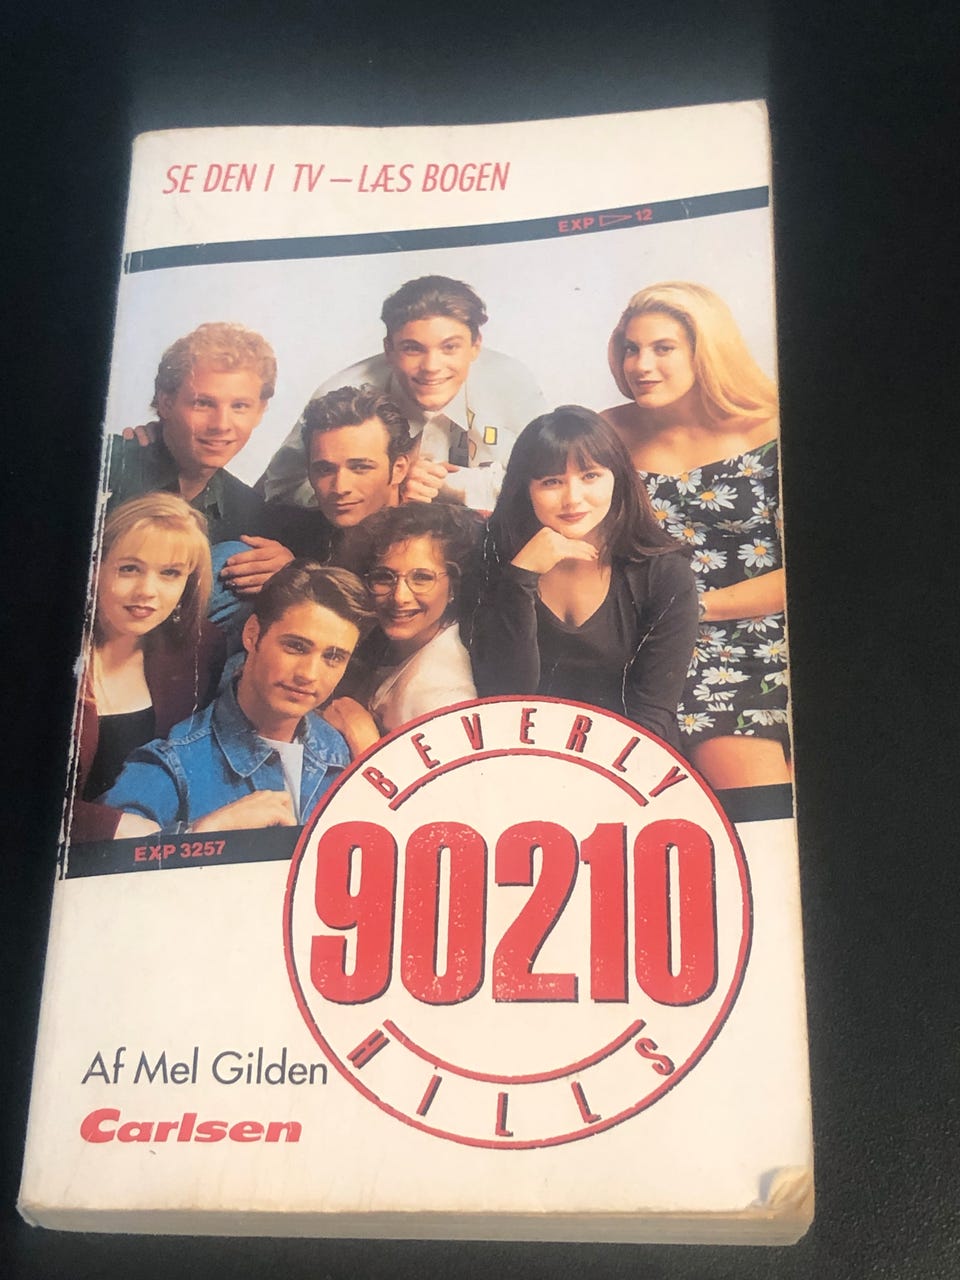 SE DEN I TV – LÆS BOGEN
EXP ▷ 12
EXP 3257
BEVERLY
90210
HILLS
Af Mel Gilden
Carlsen